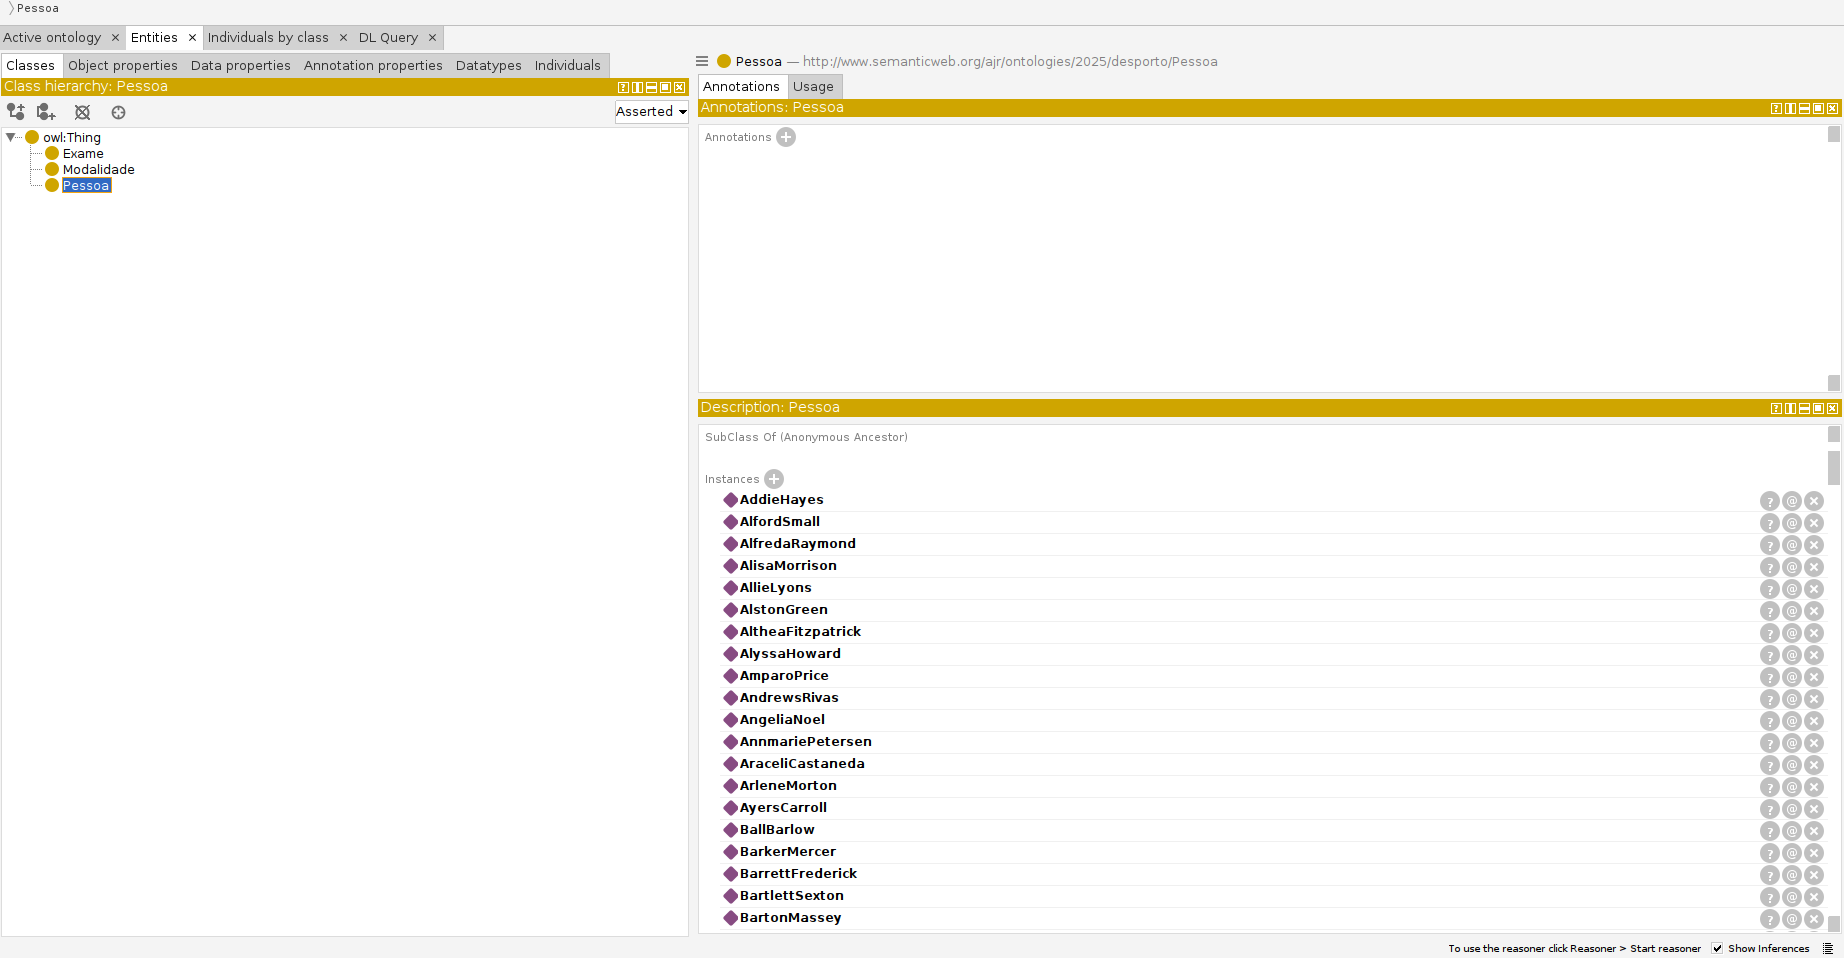 Pessoa
Active ontology × Entities × Individuals by class × DL Query ×
Classes Object properties Data properties Annotation properties Datatypes Individuals
Class hierarchy: Pessoa
Asserted
owl:Thing
Exame
Modalidade
Pessoa
Pessoa — http://www.semanticweb.org/ajr/ontologies/2025/desporto/Pessoa
Annotations Usage
Annotations: Pessoa
Annotations
Description: Pessoa
SubClass Of (Anonymous Ancestor)
Instances
AddieHayes
AlfordSmall
AlfredaRaymond
AlisaMorrison
AllieLyons
AlstonGreen
AltheaFitzpatrick
AlyssaHoward
AmparoPrice
AndrewsRivas
AngeliaNoel
AnnmariePetersen
AraceliCastaneda
ArleneMorton
AyersCarroll
BallBarlow
BarkerMercer
BarrettFrederick
BartlettSexton
BartonMassey
To use the reasoner click Reasoner > Start reasoner Show Inferences